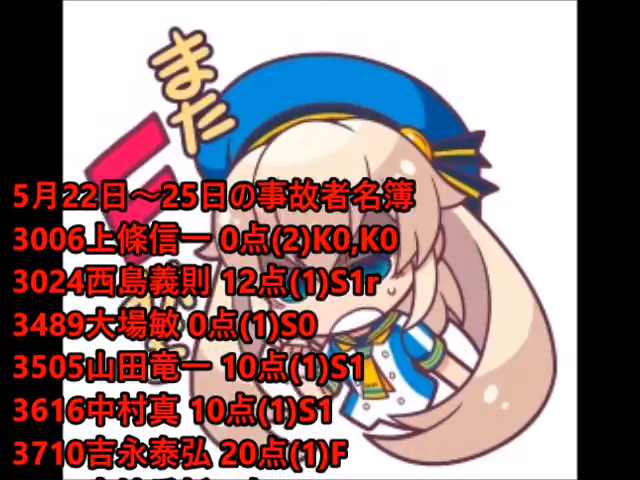 また
5月22日～25日の事故者名簿
3006上條信一 0点(2)K0,K0
3024西島義則 12点(1)S1r
3489大場敏 0点(1)S0
3505山田竜一 10点(1)S1
3616中村真 10点(1)S1
3710吉永泰弘 20点(1)F